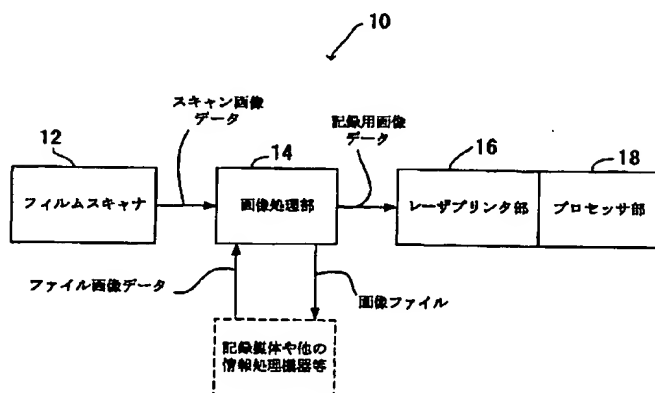 10
スキャン画像
データ
記録用画像
データ
12
14
16
18
フィルムスキャナ
画像処理部
レーザプリンタ部
プロセッサ部
ファイル画像データ
画像ファイル
記録媒体や他の
情報処理機器等